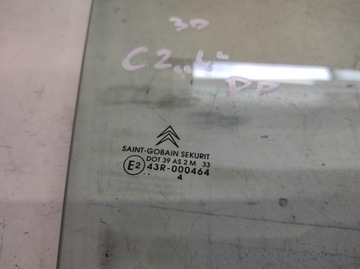 3D
C2
PP
SAINT-GOBAIN SEKURIT
DOT 39 AS 2 M 33
E2 43R-000464
.. 4